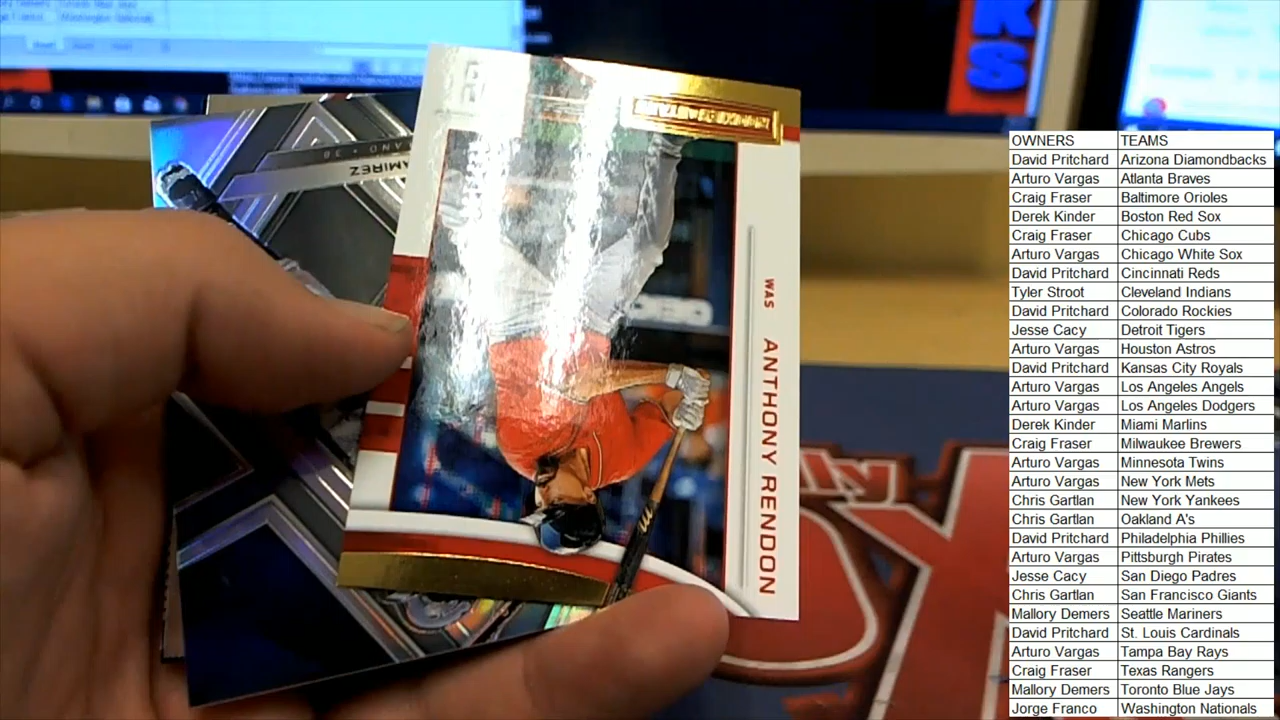 K
S
RAMIREZ
WAS ANTHONY RENDON
OWNERS TEAMS
David Pritchard Arizona Diamondbacks
Arturo Vargas Atlanta Braves
Craig Fraser Baltimore Orioles
Derek Kinder Boston Red Sox
Craig Fraser Chicago Cubs
Arturo Vargas Chicago White Sox
David Pritchard Cincinnati Reds
Tyler Stroot Cleveland Indians
David Pritchard Colorado Rockies
Jesse Cacy Detroit Tigers
Arturo Vargas Houston Astros
David Pritchard Kansas City Royals
Arturo Vargas Los Angeles Angels
Arturo Vargas Los Angeles Dodgers
Derek Kinder Miami Marlins
Craig Fraser Milwaukee Brewers
Arturo Vargas Minnesota Twins
Arturo Vargas New York Mets
Chris Gartlan New York Yankees
Chris Gartlan Oakland A's
David Pritchard Philadelphia Phillies
Arturo Vargas Pittsburgh Pirates
Jesse Cacy San Diego Padres
Chris Gartlan San Francisco Giants
Mallory Demers Seattle Mariners
David Pritchard St. Louis Cardinals
Arturo Vargas Tampa Bay Rays
Craig Fraser Texas Rangers
Mallory Demers Toronto Blue Jays
Jorge Franco Washington Nationals